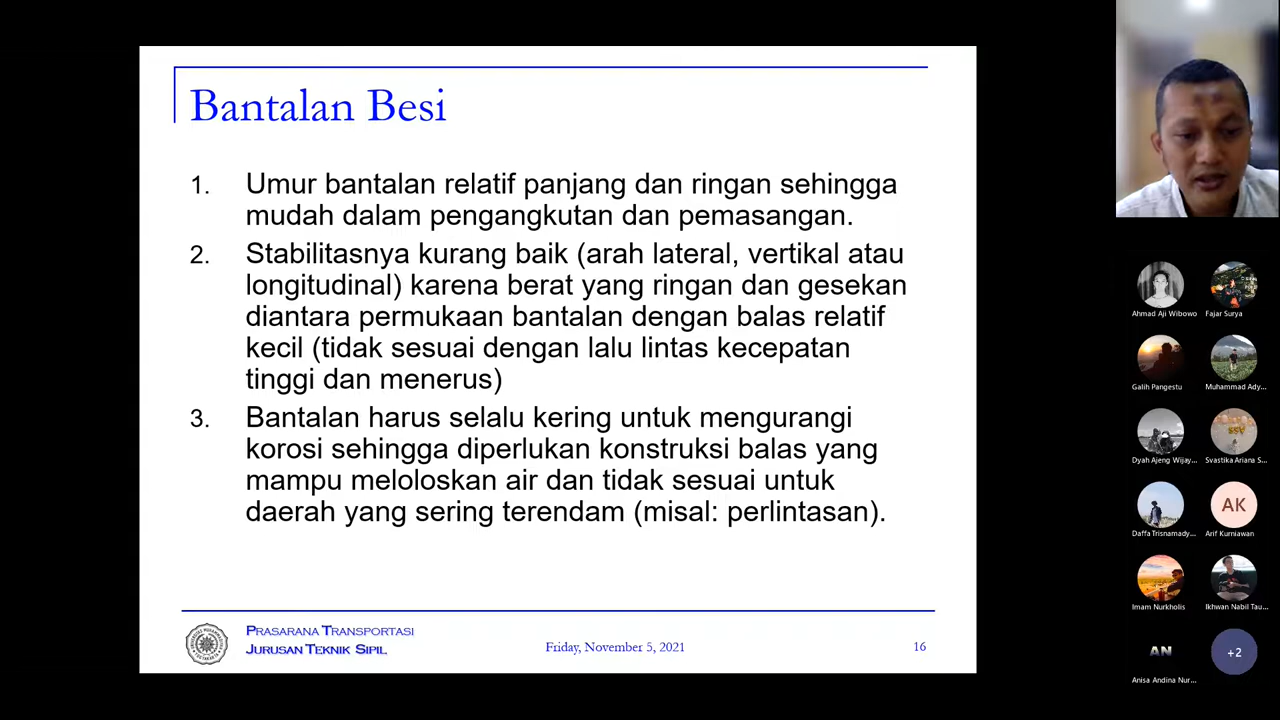 Bantalan Besi
1. Umur bantalan relatif panjang dan ringan sehingga
mudah dalam pengangkutan dan pemasangan.
2. Stabilitasnya kurang baik (arah lateral, vertikal atau
longitudinal) karena berat yang ringan dan gesekan
diantara permukaan bantalan dengan balas relatif
kecil (tidak sesuai dengan lalu lintas kecepatan
tinggi dan menerus)
3. Bantalan harus selalu kering untuk mengurangi
korosi sehingga diperlukan konstruksi balas yang
mampu meloloskan air dan tidak sesuai untuk
daerah yang sering terendam (misal: perlintasan).
PRASARANA TRANSPORTASI
JURUSAN TEKNIK SIPIL
Friday, November 5, 2021
16
Ahmad Aji Wibowo
Fajar Surya
Galih Pangestu
Muhammad Ady...
Dyah Ajeng Wijay...
Svastika Ariana S...
Daffa Trisnamady...
AK
Arif Kurniawan
Imam Nurkholis
Ikhwan Nabil Tau...
AN
Anisa Andina Nur...
+2